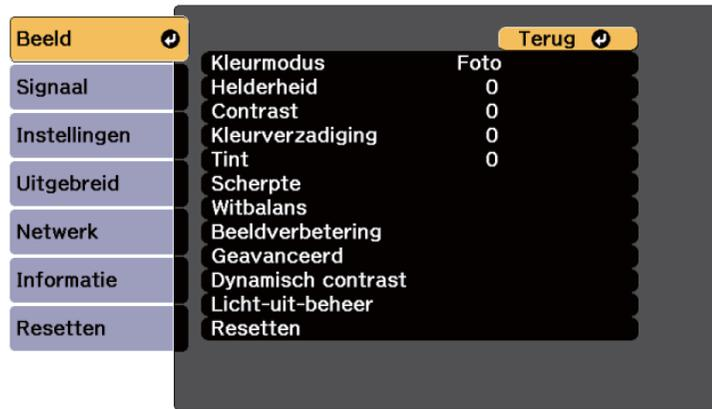 Beeld
Signaal
Instellingen
Uitgebreid
Netwerk
Informatie
Resetten
Terug
Kleurmodus Foto
Helderheid 0
Contrast 0
Kleurverzadiging 0
Tint 0
Scherpte
Witbalans
Beeldverbetering
Geavanceerd
Dynamisch contrast
Licht-uit-beheer
Resetten